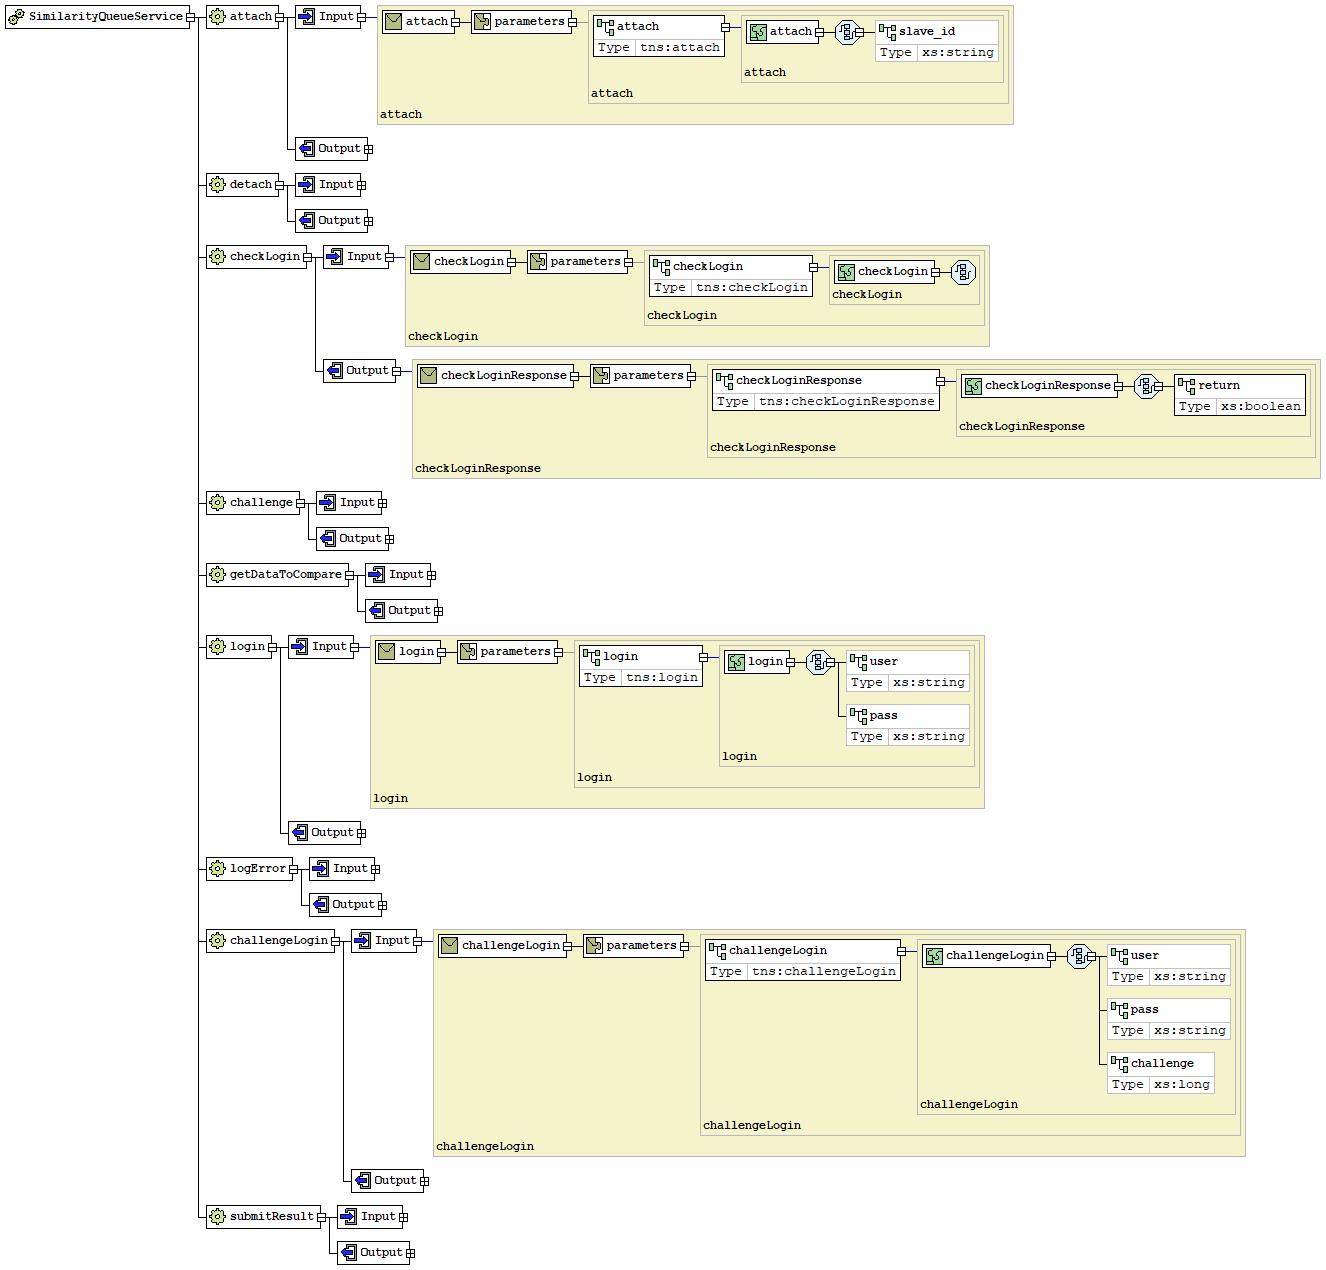 SimilarityQueueService
attach
Input
attach
parameters
attach
Type tns:attach
attach
slave_id
Type xs:string
attach
attach
attach
Output
detach
Input
Output
checkLogin
Input
checkLogin
parameters
checkLogin
Type tns:checkLogin
checkLogin
checkLogin
checkLogin
checkLogin
Output
checkLoginResponse
parameters
checkLoginResponse
Type tns:checkLoginResponse
checkLoginResponse
return
Type xs:boolean
checkLoginResponse
checkLoginResponse
checkLoginResponse
challenge
Input
Output
getDataToCompare
Input
Output
login
Input
login
parameters
login
Type tns:login
login
user
Type xs:string
pass
Type xs:string
login
login
login
Output
logError
Input
Output
challengeLogin
Input
challengeLogin
parameters
challengeLogin
Type tns:challengeLogin
challengeLogin
user
Type xs:string
pass
Type xs:string
challenge
Type xs:long
challengeLogin
challengeLogin
challengeLogin
Output
submitResult
Input
Output